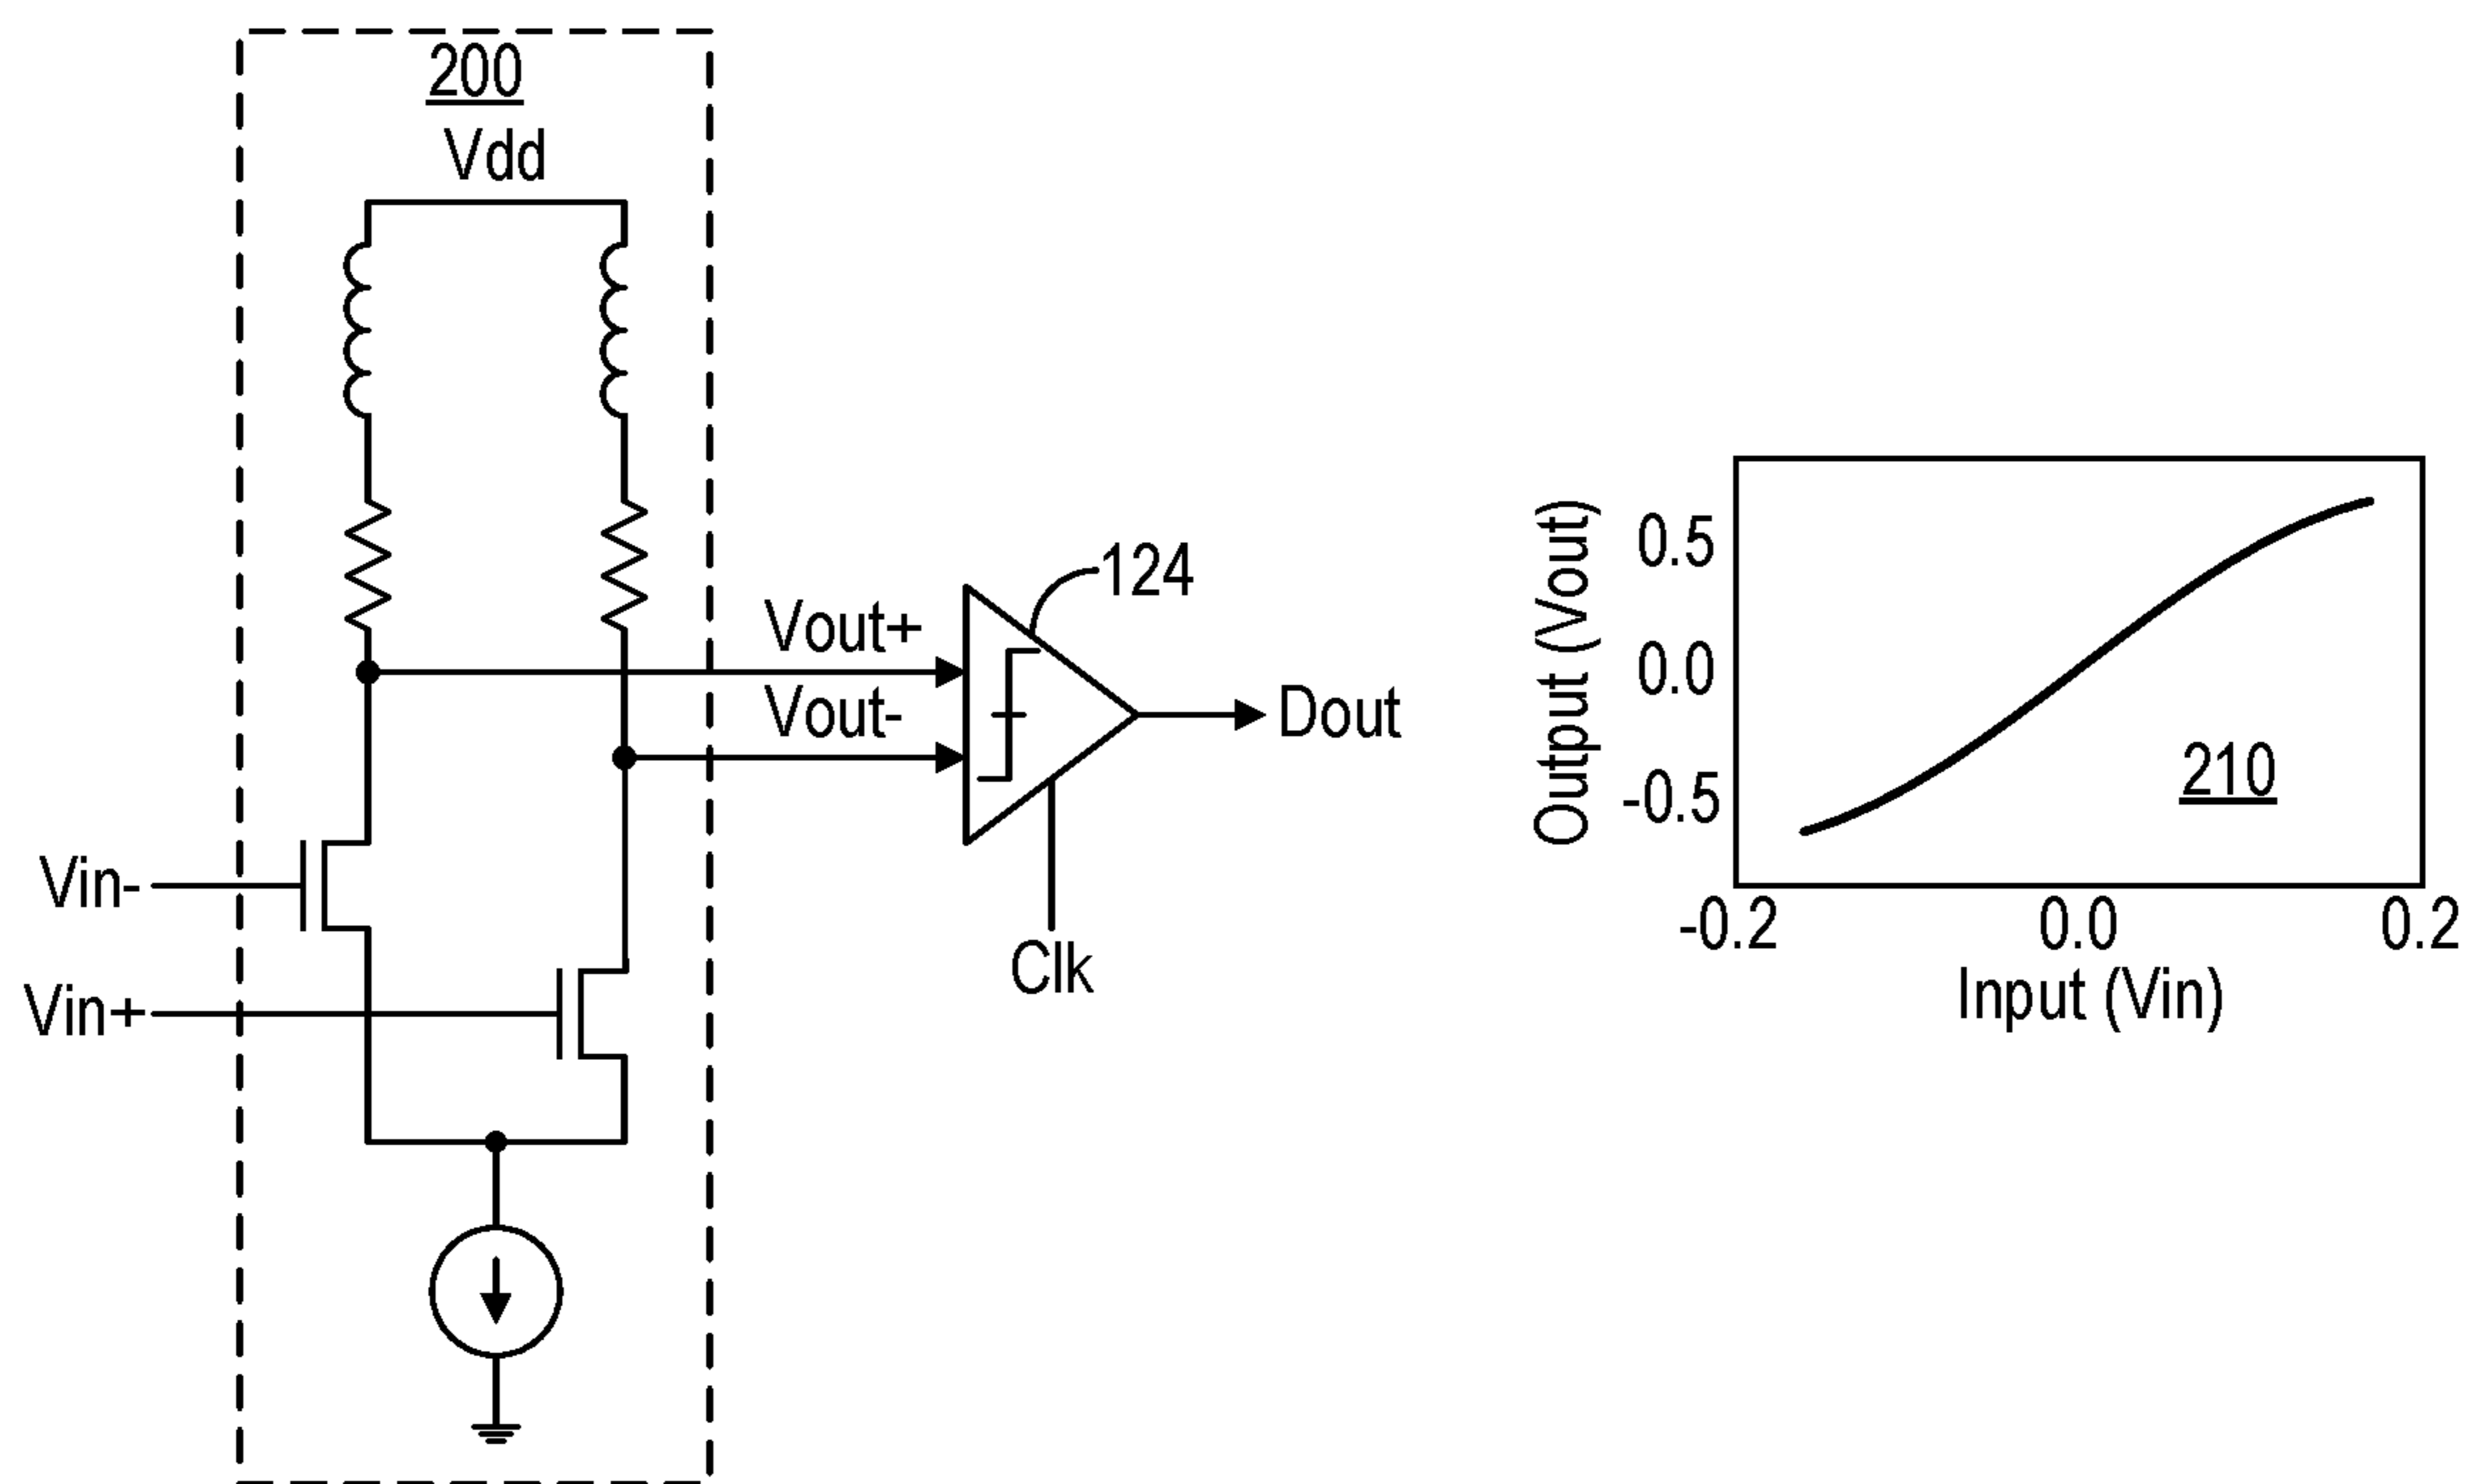 200
Vdd
Vout+
Vout-
124
Dout
Clk
Vin-
Vin+
Output (Vout)
0.5
0.0
-0.5
210
-0.2
0.0
0.2
Input (Vin)